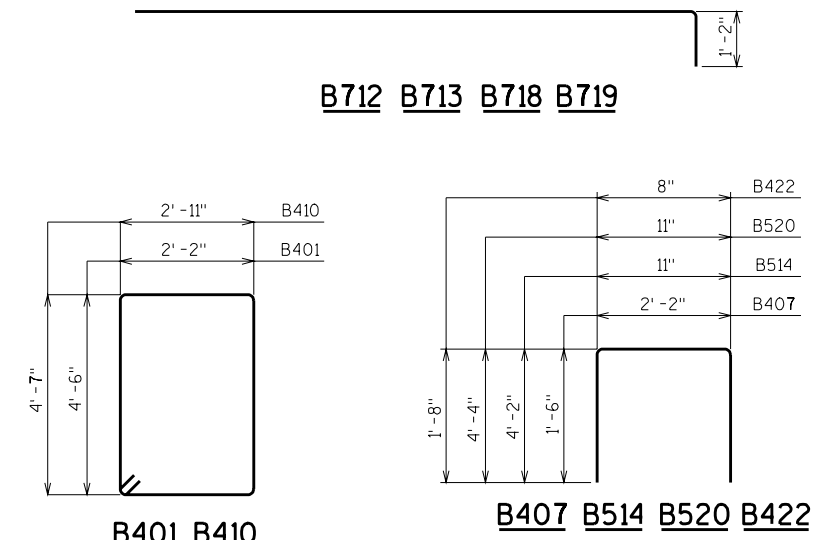 1'-2"
B712 B713 B718 B719
2'-11" B410
2'-2" B401
4'-7"
4'-6"
B401 B410
8" B422
11" B520
11" B514
2'-2" B407
1'-8"
4'-4"
4'-2"
1'-6"
B407 B514 B520 B422